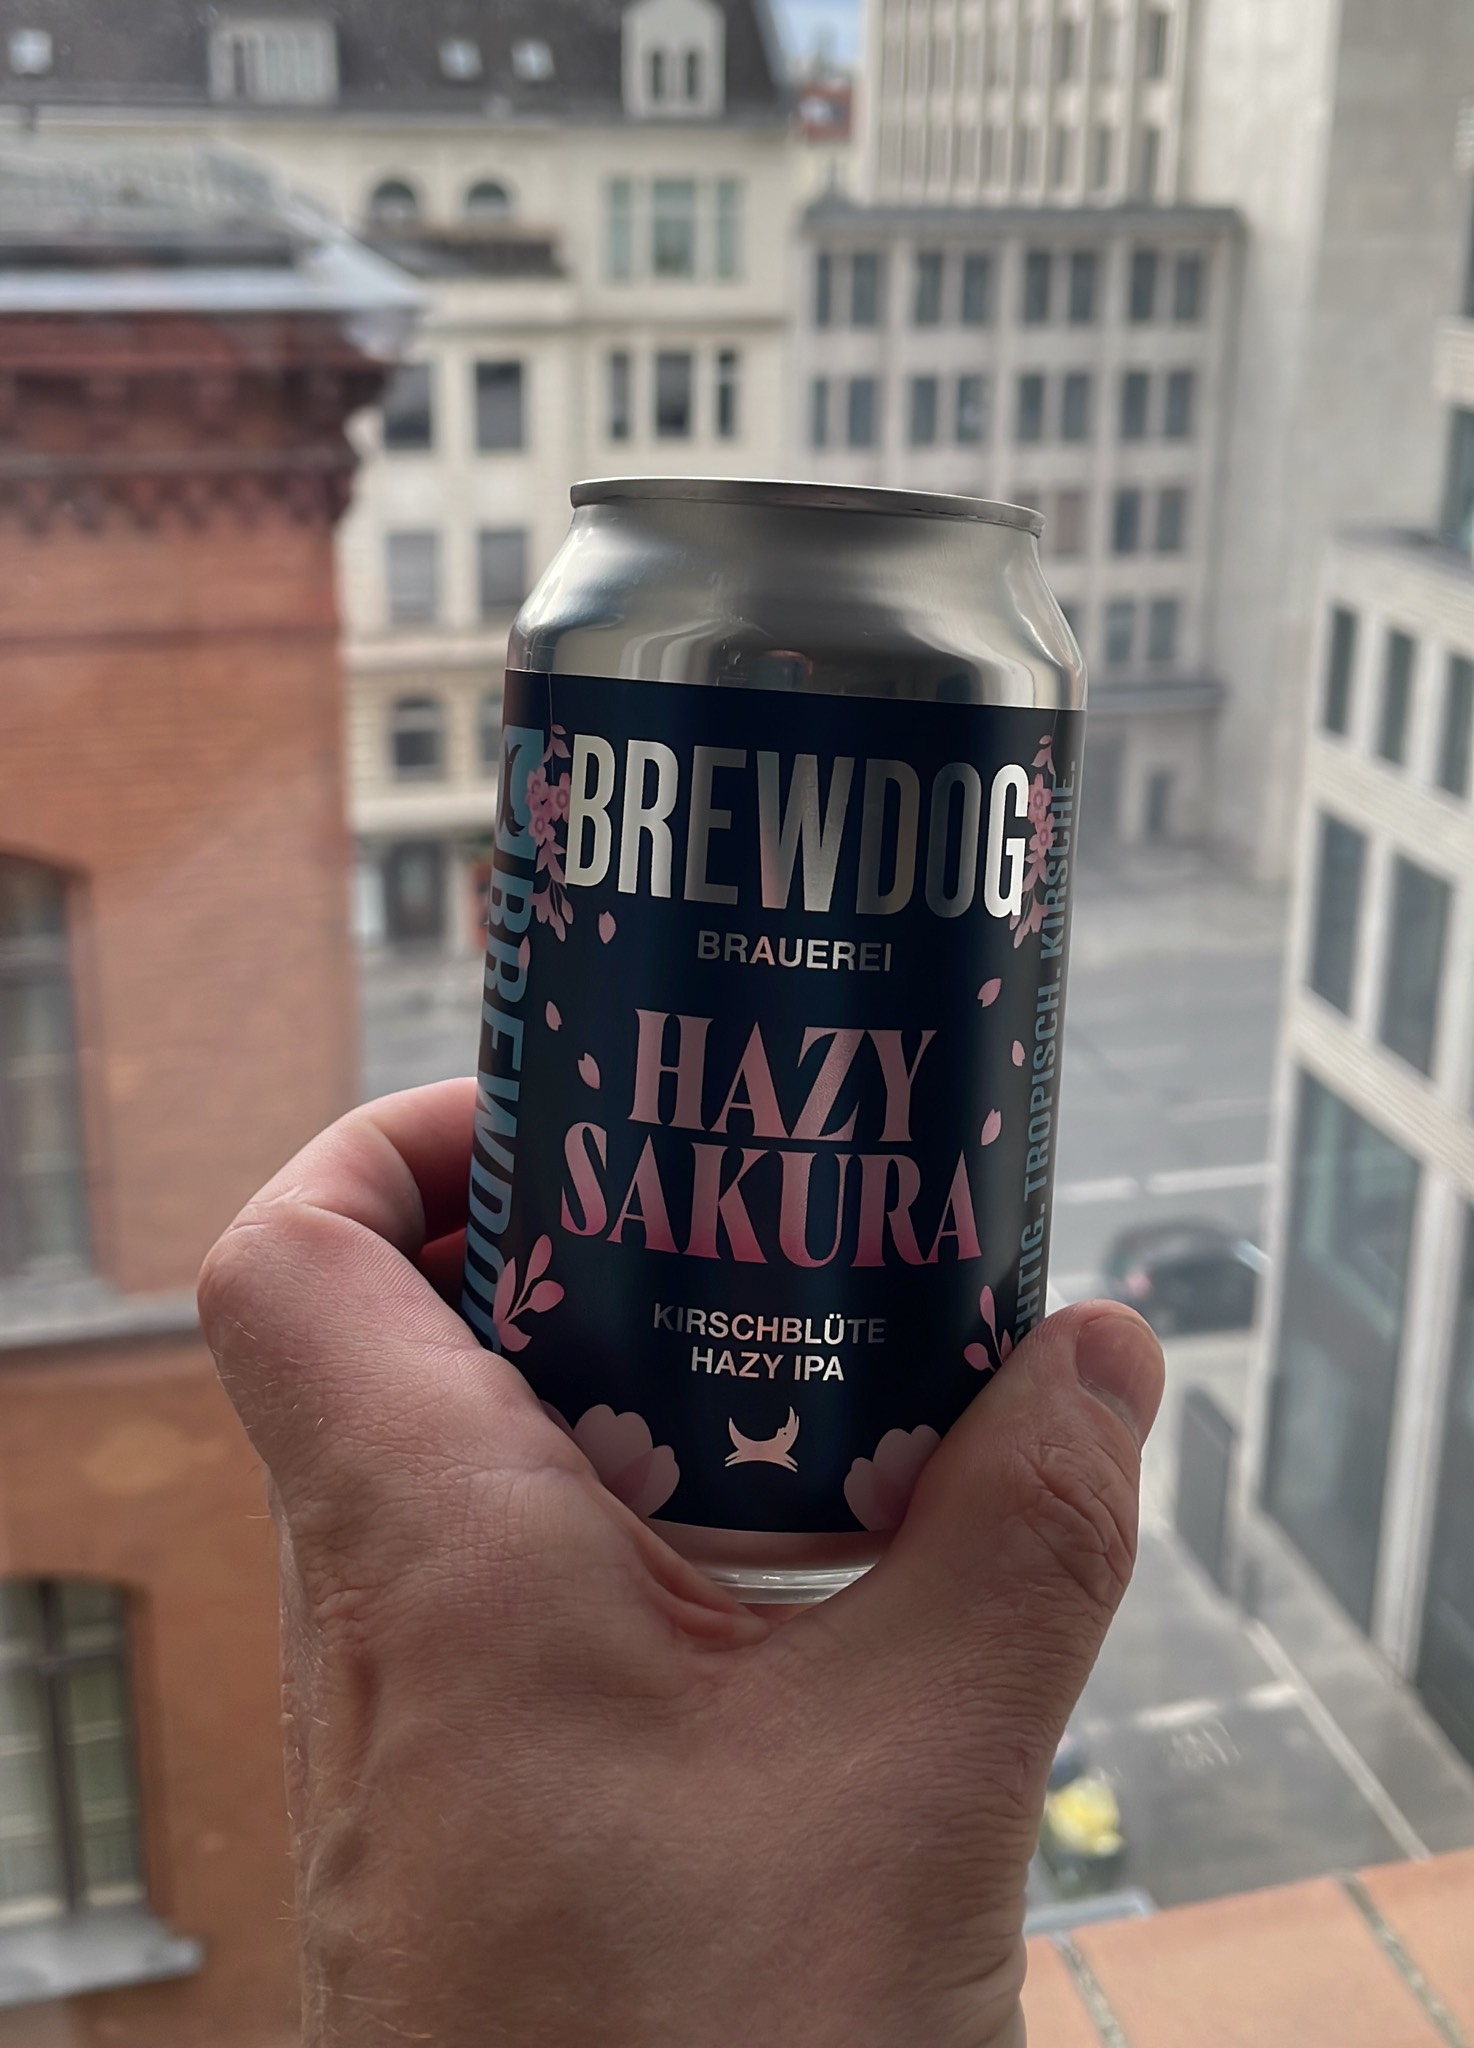 BREWDOG
BRAUEREI
HAZY
SAKURA
KIRSCHBLÜTE
HAZY IPA
BREWDOG
TROPISCH. KIRSCHE.